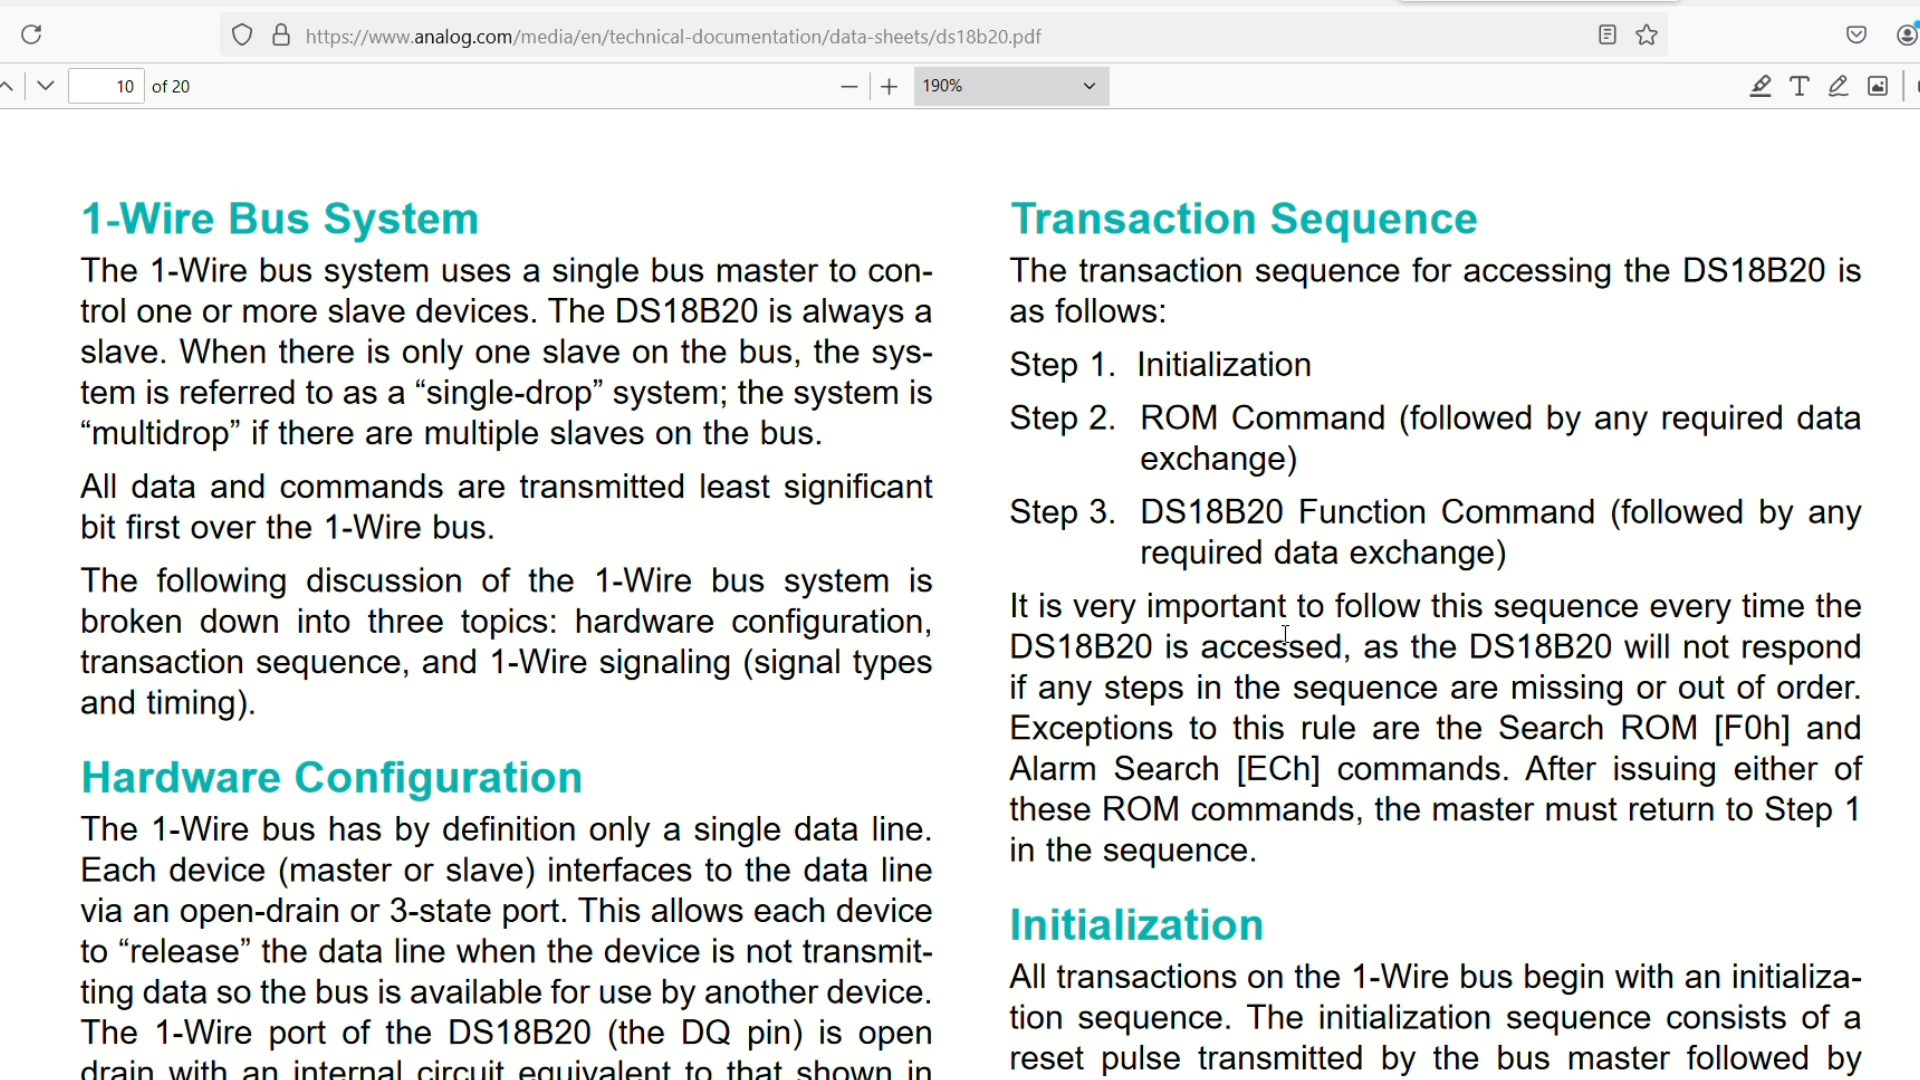 https://www.analog.com/media/en/technical-documentation/data-sheets/ds18b20.pdf
10 of 20
190%
1-Wire Bus System
The 1-Wire bus system uses a single bus master to con-
trol one or more slave devices. The DS18B20 is always a
slave. When there is only one slave on the bus, the sys-
tem is referred to as a “single-drop” system; the system is
“multidrop” if there are multiple slaves on the bus.
All data and commands are transmitted least significant
bit first over the 1-Wire bus.
The following discussion of the 1-Wire bus system is
broken down into three topics: hardware configuration,
transaction sequence, and 1-Wire signaling (signal types
and timing).
Hardware Configuration
The 1-Wire bus has by definition only a single data line.
Each device (master or slave) interfaces to the data line
via an open-drain or 3-state port. This allows each device
to “release” the data line when the device is not transmit-
ting data so the bus is available for use by another device.
The 1-Wire port of the DS18B20 (the DQ pin) is open
drain with an internal circuit equivalent to that shown in
Transaction Sequence
The transaction sequence for accessing the DS18B20 is
as follows:
Step 1. Initialization
Step 2. ROM Command (followed by any required data
exchange)
Step 3. DS18B20 Function Command (followed by any
required data exchange)
It is very important to follow this sequence every time the
DS18B20 is accessed, as the DS18B20 will not respond
if any steps in the sequence are missing or out of order.
Exceptions to this rule are the Search ROM [F0h] and
Alarm Search [ECh] commands. After issuing either of
these ROM commands, the master must return to Step 1
in the sequence.
Initialization
All transactions on the 1-Wire bus begin with an initializa-
tion sequence. The initialization sequence consists of a
reset pulse transmitted by the bus master followed by